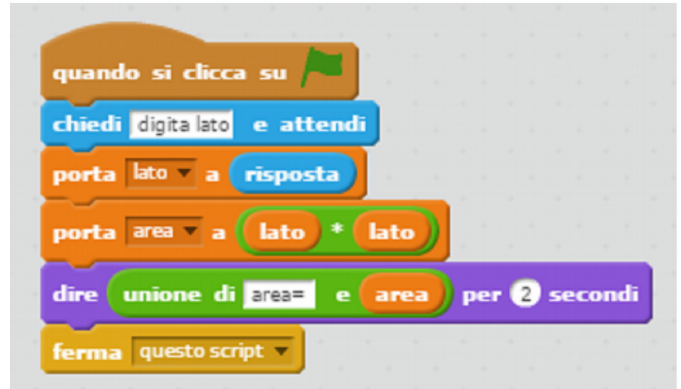 quando si clicca su
chiedi digita lato e attendi
porta lato a risposta
porta area a lato * lato
dire unione di area= e area per 2 secondi
ferma questo script